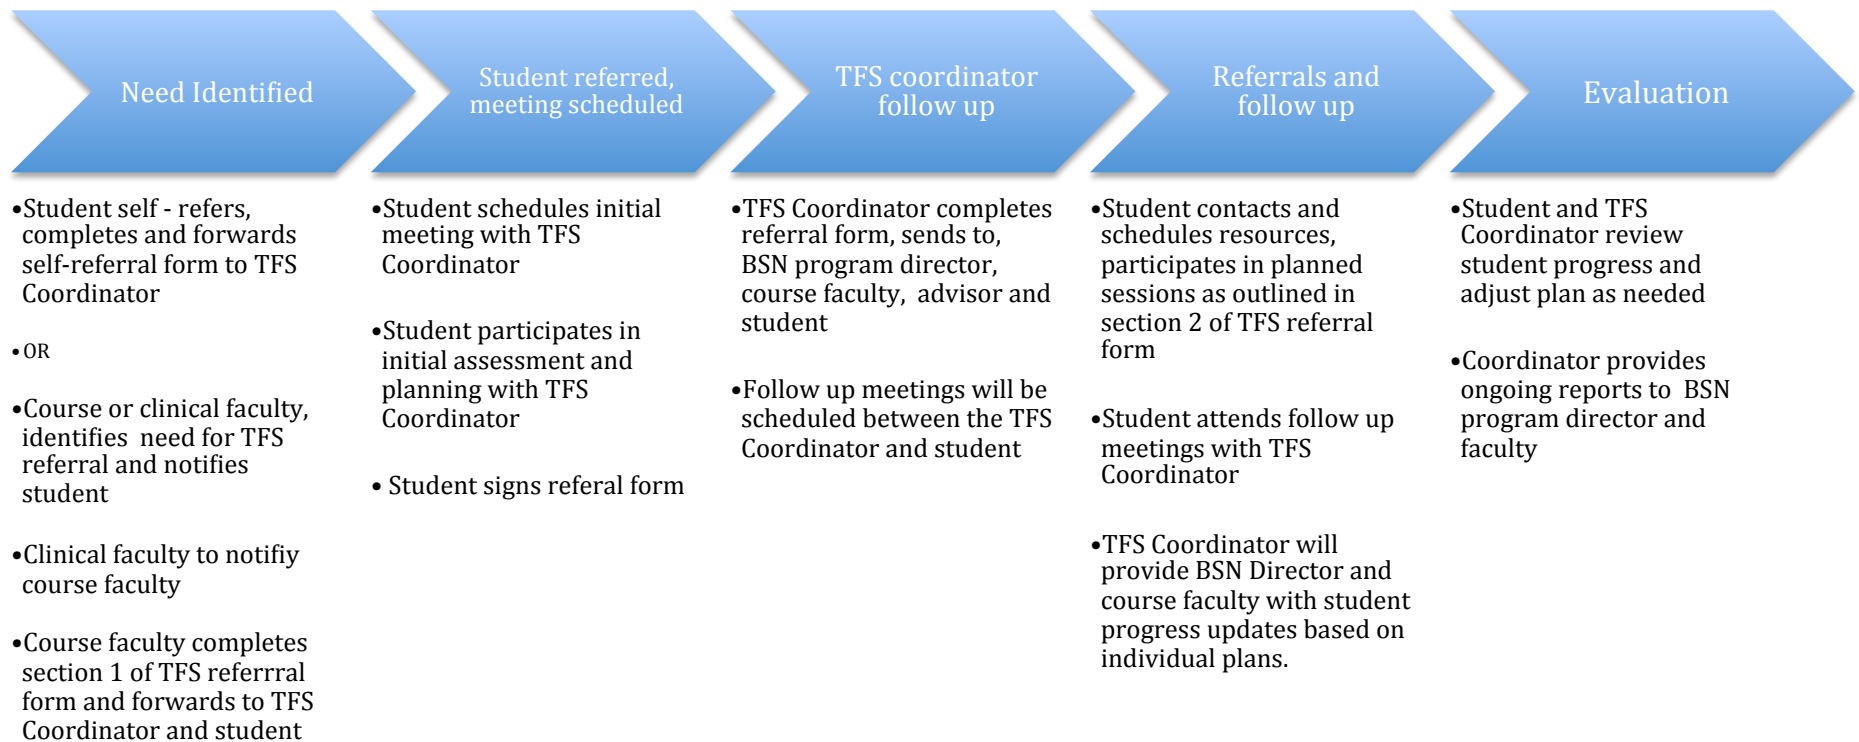 Need Identified
Student referred,
meeting scheduled
TFS coordinator
follow up
Referrals and
follow up
Evaluation
•Student self - refers,
completes and forwards
self-referral form to TFS
Coordinator
•OR
•Course or clinical faculty,
identifies need for TFS
referral and notifies
student
•Clinical faculty to notifiy
course faculty
•Course faculty completes
section 1 of TFS referrral
form and forwards to TFS
Coordinator and student
•Student schedules initial
meeting with TFS
Coordinator
•Student participates in
initial assessment and
planning with TFS
Coordinator
• Student signs referal form
•TFS Coordinator completes
referral form, sends to,
BSN program director,
course faculty, advisor and
student
•Follow up meetings will be
scheduled between the TFS
Coordinator and student
•Student contacts and
schedules resources,
participates in planned
sessions as outlined in
section 2 of TFS referral
form
•Student attends follow up
meetings with TFS
Coordinator
•TFS Coordinator will
provide BSN Director and
course faculty with student
progress updates based on
individual plans.
•Student and TFS
Coordinator review
student progress and
adjust plan as needed
•Coordinator provides
ongoing reports to BSN
program director and
faculty